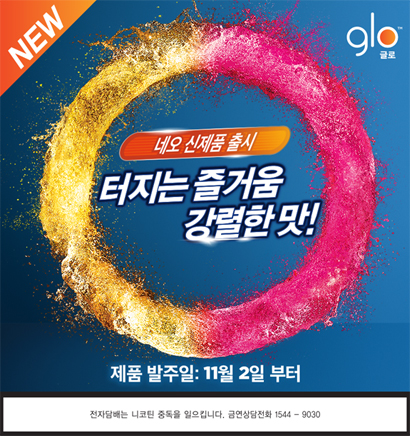 NEW
glo™
글로
네오 신제품 출시
터지는 즐거움
강렬한 맛!
제품 발주일: 11월 2일 부터
전자담배는 니코틴 중독을 일으킵니다. 금연상담전화 1544 - 9030